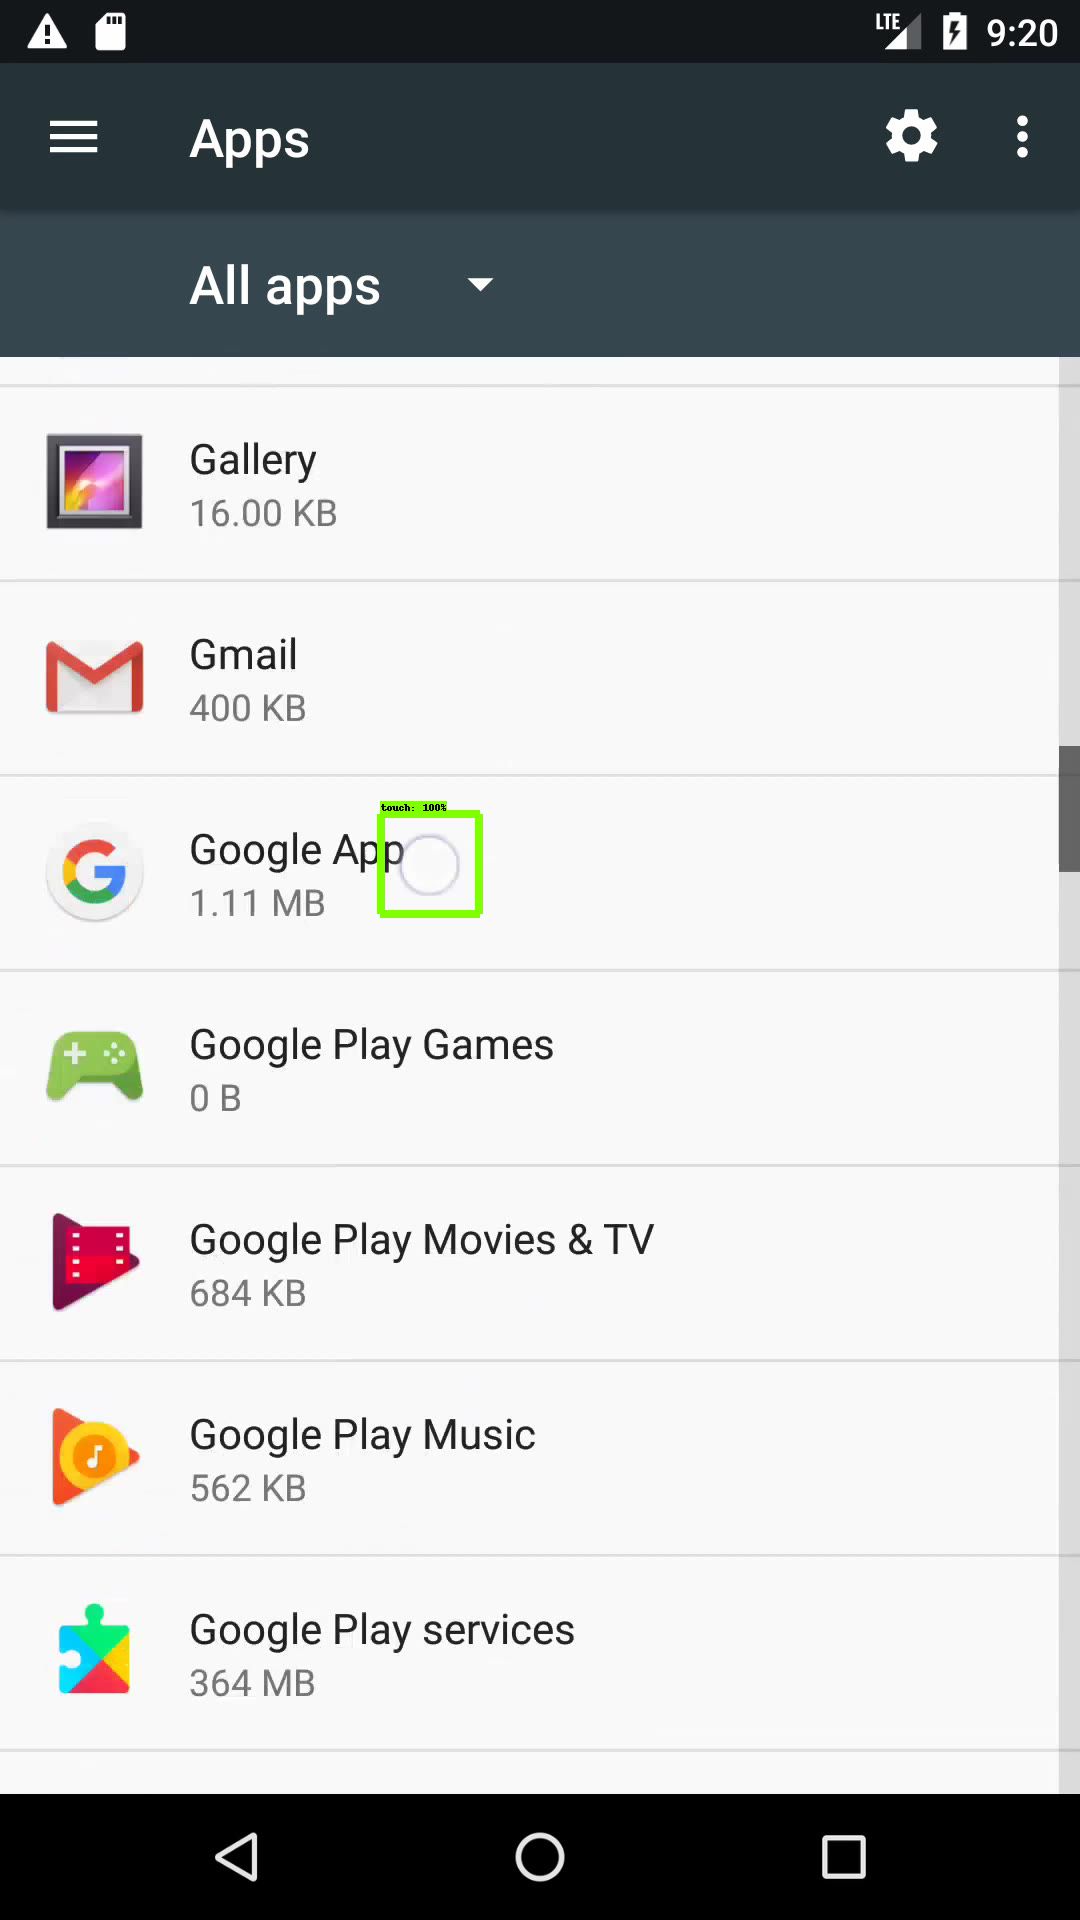 LTE 9:20
Apps
All apps
Gallery
16.00 KB
Gmail
400 KB
touch: 100%
Google App
1.11 MB
Google Play Games
0 B
Google Play Movies & TV
684 KB
Google Play Music
562 KB
Google Play services
364 MB